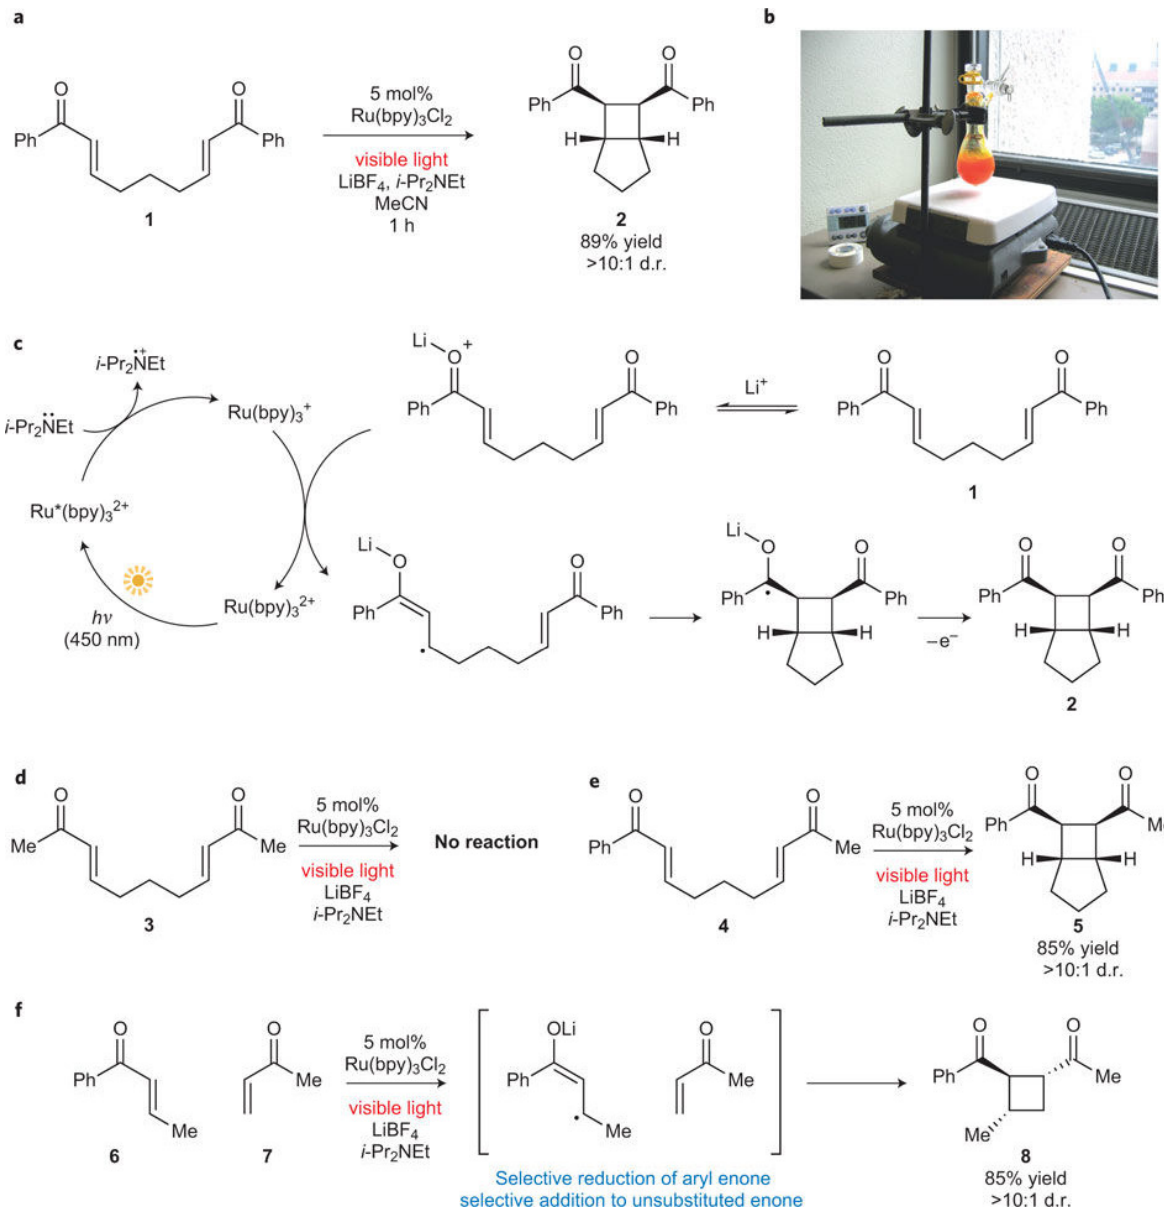 a
b
O
O
Ph
Ph
1
5 mol%
Ru(bpy)₃Cl₂
visible light
LiBF₄, i-Pr₂NEt
MeCN
1 h
O
O
Ph
Ph
H
H
2
89% yield
>10:1 d.r.
c
i-Pr₂N̈Et
i-Pr₂N•⁺Et
Ru(bpy)₃⁺
Ru*(bpy)₃²⁺
hν
(450 nm)
Ru(bpy)₃²⁺
Li
O⁺
O
Ph
Ph
Li⁺
O
O
Ph
Ph
1
Li
O
O
Ph
Ph
Li
O
O
Ph
Ph
H
H
–e⁻
O
O
Ph
Ph
H
H
2
d
O
O
Me
Me
3
5 mol%
Ru(bpy)₃Cl₂
visible light
LiBF₄
i-Pr₂NEt
No reaction
e
O
O
Ph
Me
4
5 mol%
Ru(bpy)₃Cl₂
visible light
LiBF₄
i-Pr₂NEt
O
O
Ph
Me
H
H
5
85% yield
>10:1 d.r.
f
O
Ph
Me
6
O
Me
7
5 mol%
Ru(bpy)₃Cl₂
visible light
LiBF₄
i-Pr₂NEt
OLi
Ph
Me
O
Me
Selective reduction of aryl enone
selective addition to unsubstituted enone
O
O
Ph
Me
Me
8
85% yield
>10:1 d.r.